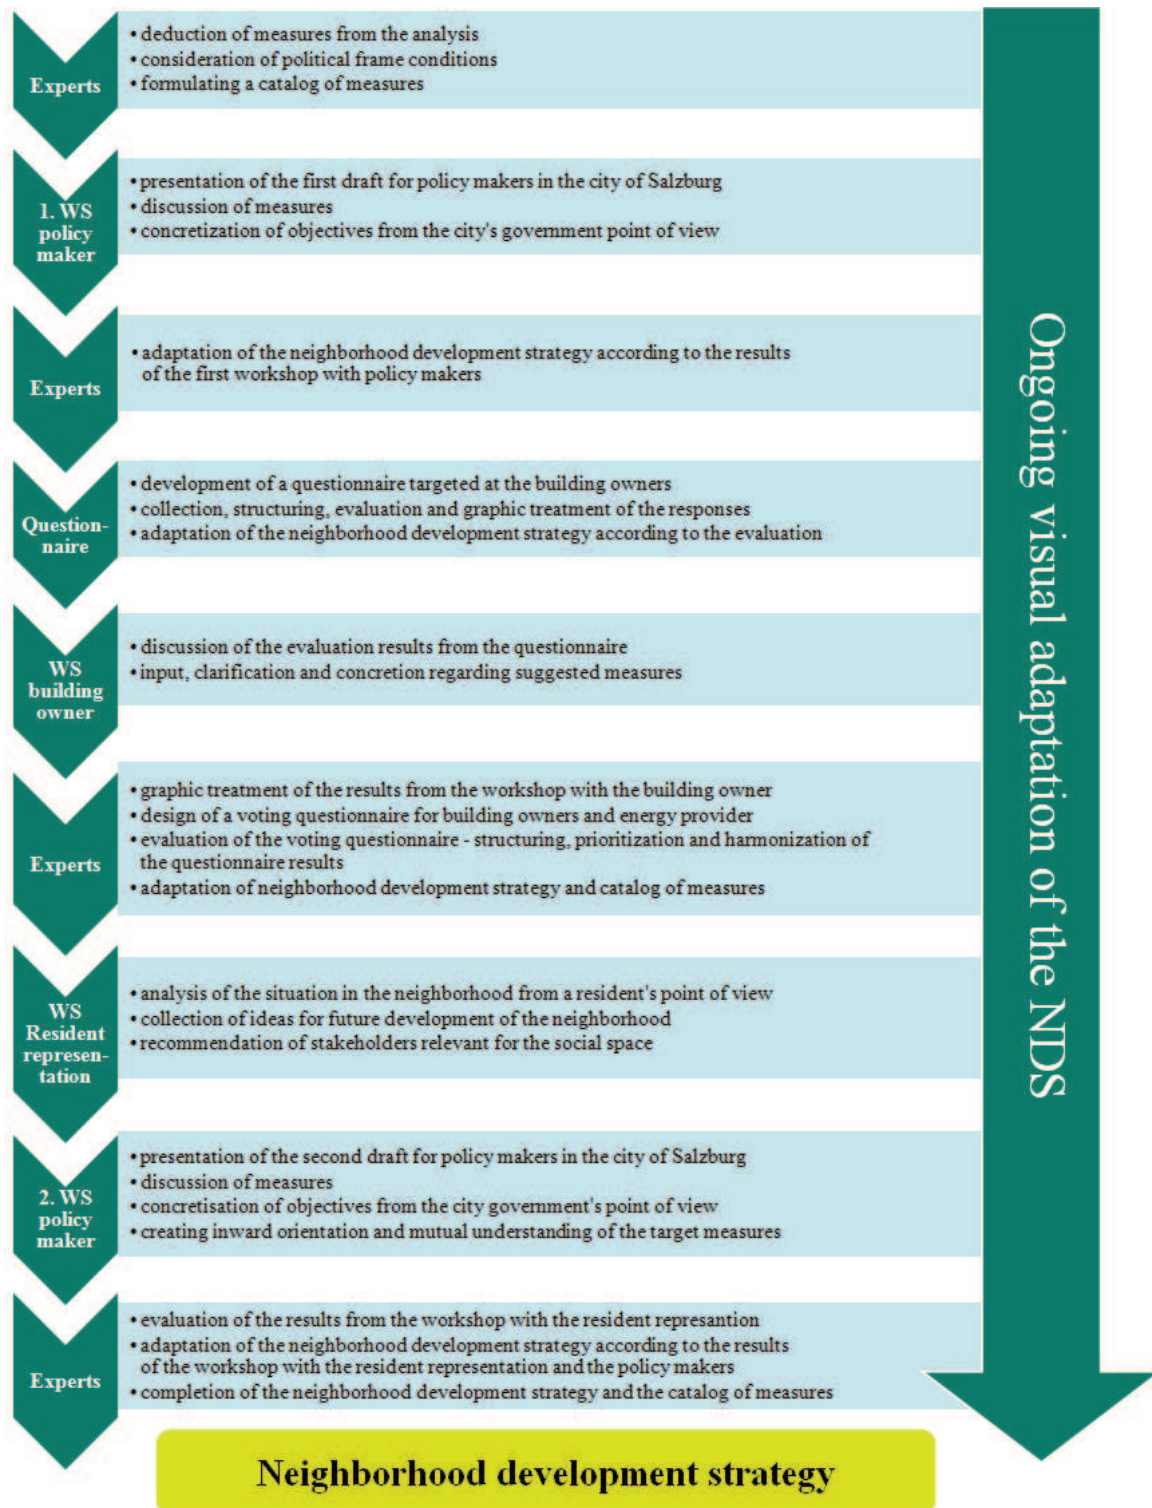 Experts
• deduction of measures from the analysis
• consideration of political frame conditions
• formulating a catalog of measures
1. WS
policy
maker
• presentation of the first draft for policy makers in the city of Salzburg
• discussion of measures
• concretization of objectives from the city's government point of view
Experts
• adaptation of the neighborhood development strategy according to the results
of the first workshop with policy makers
Question-
naire
• development of a questionnaire targeted at the building owners
• collection, structuring, evaluation and graphic treatment of the responses
• adaptation of the neighborhood development strategy according to the evaluation
WS
building
owner
• discussion of the evaluation results from the questionnaire
• input, clarification and concretion regarding suggested measures
Experts
• graphic treatment of the results from the workshop with the building owner
• design of a voting questionnaire for building owners and energy provider
• evaluation of the voting questionnaire - structuring, prioritization and harmonization of
the questionnaire results
• adaptation of neighborhood development strategy and catalog of measures
WS
Resident
represen-
tation
• analysis of the situation in the neighborhood from a resident's point of view
• collection of ideas for future development of the neighborhood
• recommendation of stakeholders relevant for the social space
2. WS
policy
maker
• presentation of the second draft for policy makers in the city of Salzburg
• discussion of measures
• concretisation of objectives from the city government's point of view
• creating inward orientation and mutual understanding of the target measures
Experts
• evaluation of the results from the workshop with the resident represantion
• adaptation of the neighborhood development strategy according to the results
of the workshop with the resident representation and the policy makers
• completion of the neighborhood development strategy and the catalog of measures
Ongoing visual adaptation of the NDS
Neighborhood development strategy